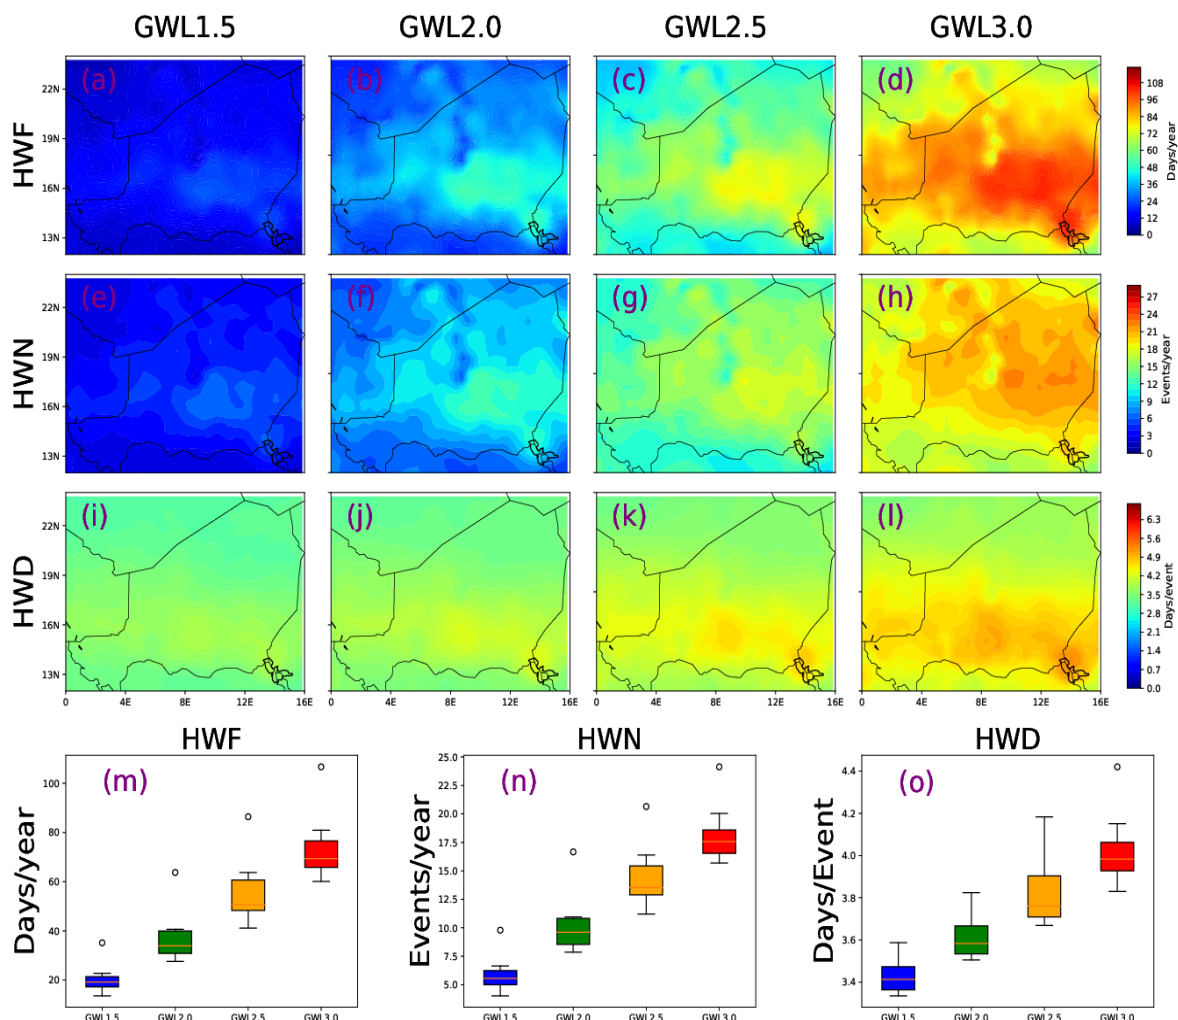 GWL1.5 GWL2.0 GWL2.5 GWL3.0
HWF
(a) (b) (c) (d)
22N
19N
16N
13N
108
96
84
72
60
48
36
24
12
0
Days/year
HWN
(e) (f) (g) (h)
22N
19N
16N
13N
27
24
21
18
15
12
9
6
3
0
Events/year
HWD
(i) (j) (k) (l)
22N
19N
16N
13N
0 4E 8E 12E 16E 0 4E 8E 12E 16E 0 4E 8E 12E 16E 0 4E 8E 12E 16E
6.3
5.6
4.9
4.2
3.5
2.8
2.1
1.4
0.7
0.0
Days/event
HWF HWN HWD
(m)
Days/year
100
80
60
40
20
GWL1.5 GWL2.0 GWL2.5 GWL3.0
(n)
Events/year
25.0
22.5
20.0
17.5
15.0
12.5
10.0
7.5
5.0
GWL1.5 GWL2.0 GWL2.5 GWL3.0
(o)
Days/Event
4.4
4.2
4.0
3.8
3.6
3.4
GWL1.5 GWL2.0 GWL2.5 GWL3.0